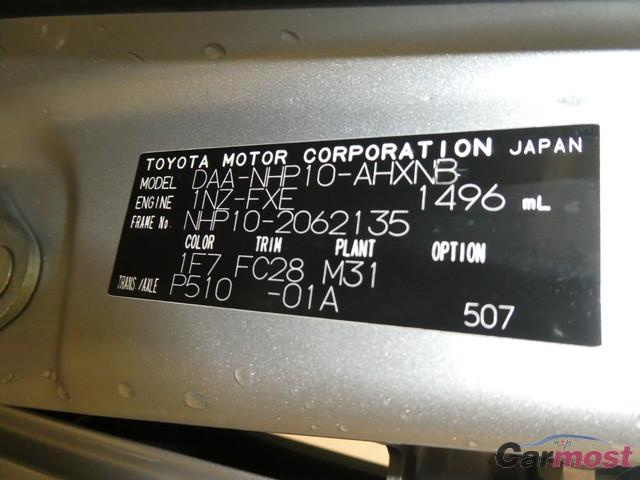 TOYOTA MOTOR CORPORATION JAPAN
MODEL DAA-NHP10-AHXNB
ENGINE 1NZ-FXE 1496 mL
FRAME No. NHP10-2062135
COLOR TRIM PLANT OPTION
1F7 FC28 M31
TRANS/AXLE P510 -01A
507
Carmost